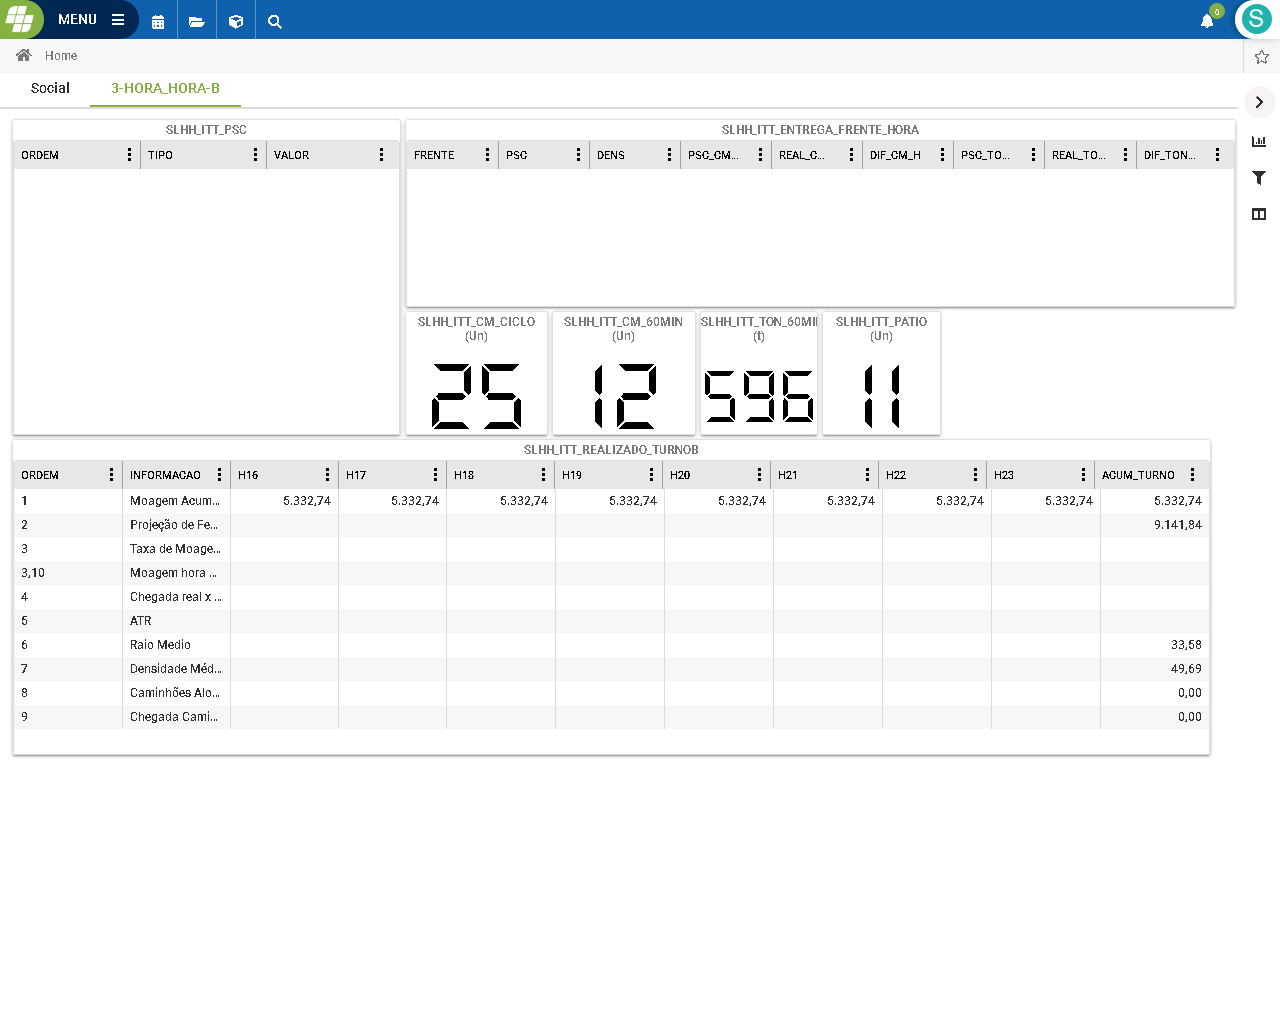 MENU
0
S
Home
Social
3-HORA_HORA-B
SLHH_ITT_PSC
ORDEM TIPO VALOR
SLHH_ITT_ENTREGA_FRENTE_HORA
FRENTE PSC DENS PSC_CM... REAL_C... DIF_CM_H PSC_TO... REAL_TO... DIF_TON...
SLHH_ITT_CM_CICLO
(Un)
25
SLHH_ITT_CM_60MIN
(Un)
12
SLHH_ITT_TON_60MI
(t)
596
SLHH_ITT_PATIO
(Un)
11
SLHH_ITT_REALIZADO_TURNOB
ORDEM INFORMACAO H16 H17 H18 H19 H20 H21 H22 H23 ACUM_TURNO
1 Moagem Acum... 5.332,74 5.332,74 5.332,74 5.332,74 5.332,74 5.332,74 5.332,74 5.332,74 5.332,74
2 Projeção de Fe... 9.141,84
3 Taxa de Moage...
3,10 Moagem hora ...
4 Chegada real x ...
5 ATR
6 Raio Medio 33,58
7 Densidade Méd... 49,69
8 Caminhões Alo... 0,00
9 Chegada Cami... 0,00